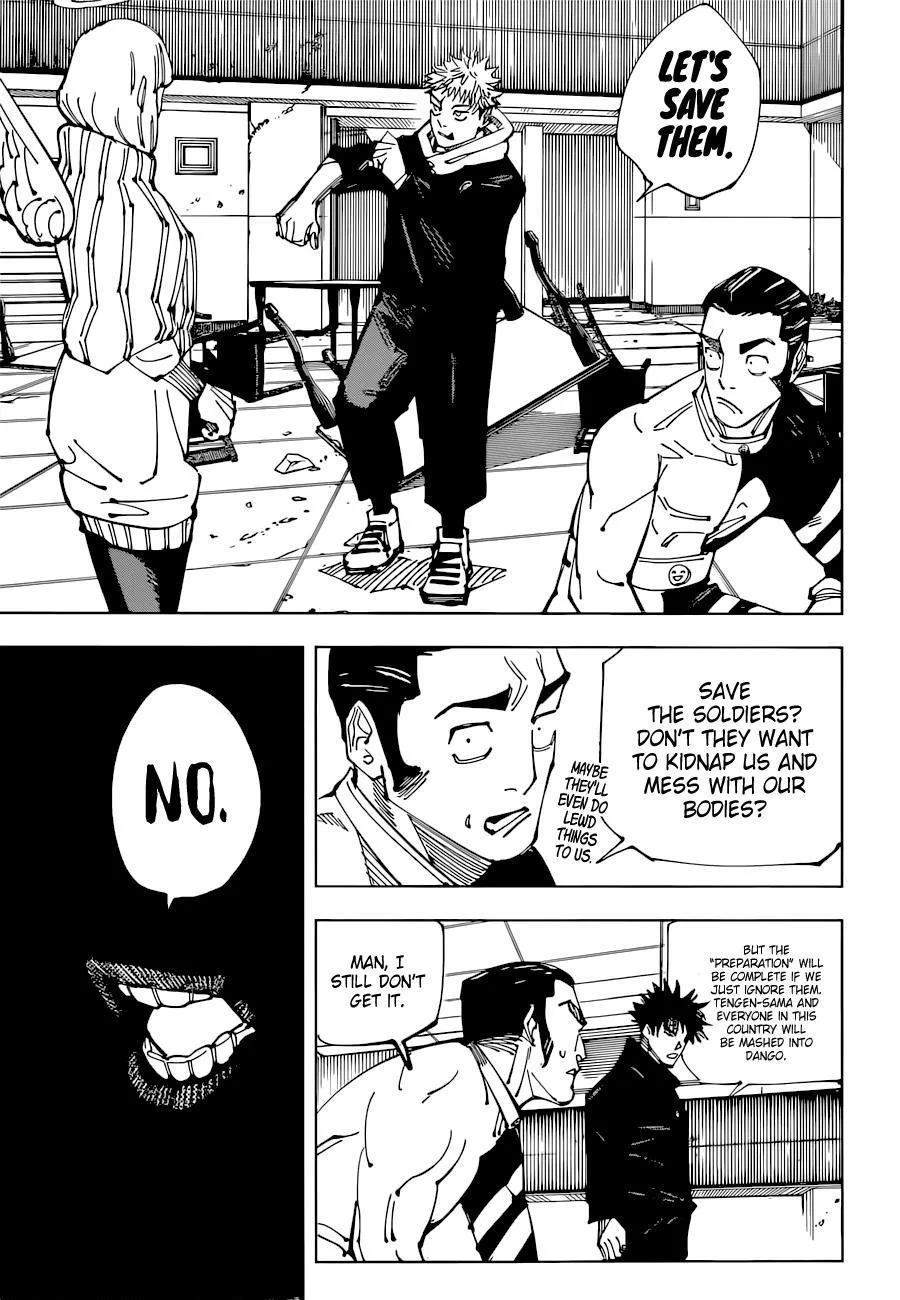 LET'S
SAVE
THEM.
SAVE
THE SOLDIERS?
DON'T THEY WANT
TO KIDNAP US AND
MESS WITH OUR
BODIES?
MAYBE
THEY'LL
EVEN DO
LEWD
THINGS
TO US.
BUT THE
"PREPARATION" WILL
BE COMPLETE IF WE
JUST IGNORE THEM.
TENGEN-SAMA AND
EVERYONE IN THIS
COUNTRY WILL
BE MASHED INTO
DANGO.
MAN, I
STILL DON'T
GET IT.
NO.